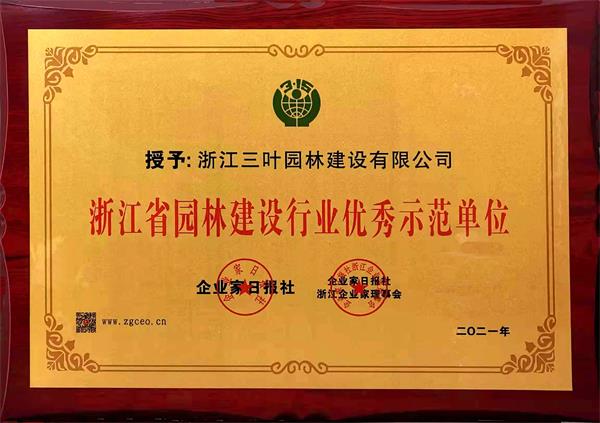 3·15
授予: 浙江三叶园林建设有限公司
浙江省园林建设行业优秀示范单位
企业家日报社
企业家日报社
浙江企业家理事会
www.zgceo.cn
二〇二一年